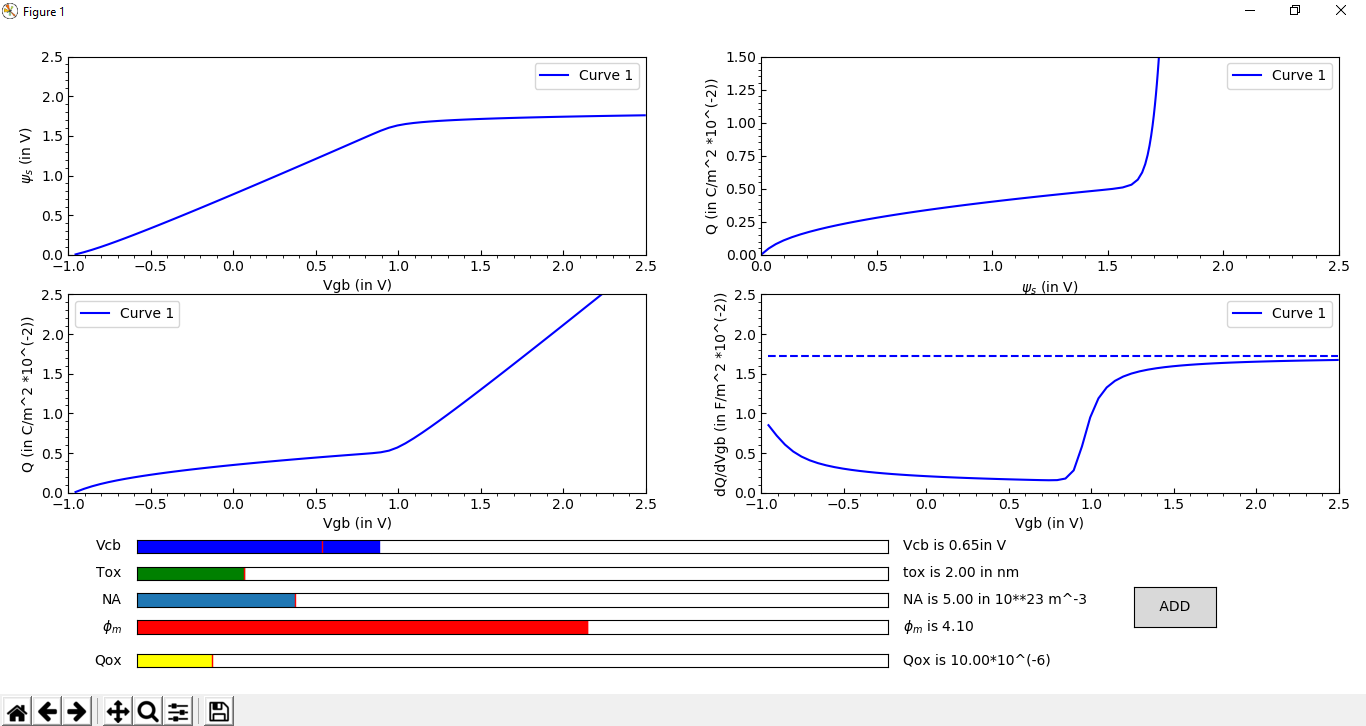 Figure 1
2.5
2.0
1.5
1.0
0.5
0.0
ψs (in V)
Curve 1
−1.0 −0.5 0.0 0.5 1.0 1.5 2.0 2.5
Vgb (in V)
1.50
1.25
1.00
0.75
0.50
0.25
0.00
Q (in C/m^2 *10^(-2))
Curve 1
0.0 0.5 1.0 1.5 2.0 2.5
ψs (in V)
2.5
2.0
1.5
1.0
0.5
0.0
Q (in C/m^2 *10^(-2))
Curve 1
−1.0 −0.5 0.0 0.5 1.0 1.5 2.0 2.5
Vgb (in V)
2.5
2.0
1.5
1.0
0.5
0.0
dQ/dVgb (in F/m^2 *10^(-2))
Curve 1
−1.0 −0.5 0.0 0.5 1.0 1.5 2.0 2.5
Vgb (in V)
Vcb Vcb is 0.65in V
Tox tox is 2.00 in nm
NA NA is 5.00 in 10**23 m^-3
ϕm ϕm is 4.10
Qox Qox is 10.00*10^(-6)
ADD